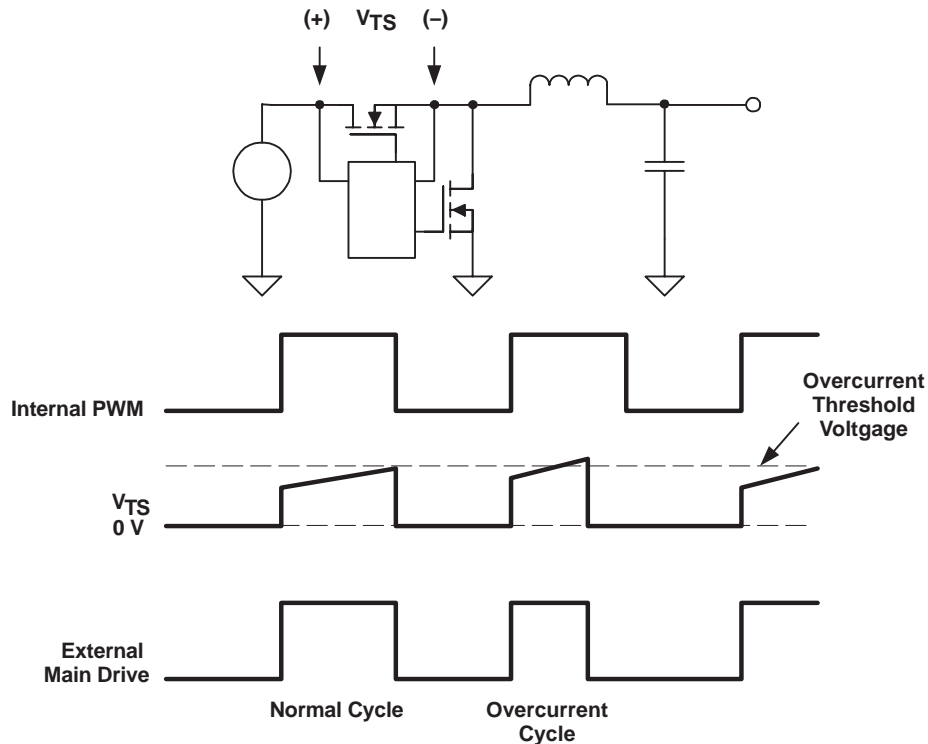 (+) VTS (–)
Internal PWM
Overcurrent
Threshold
Voltgage
VTS
0 V
External
Main Drive
Normal Cycle
Overcurrent
Cycle